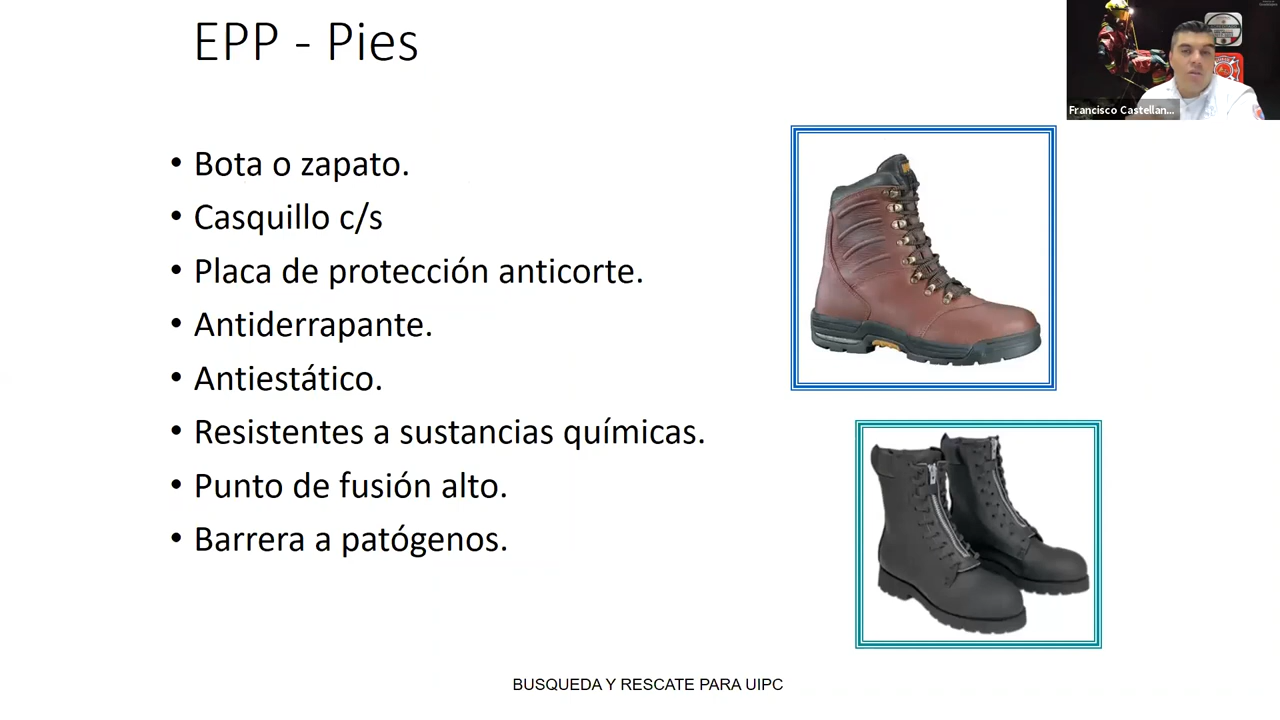 EPP - Pies
Francisco Castellan...
• Bota o zapato.
• Casquillo c/s
• Placa de protección anticorte.
• Antiderrapante.
• Antiestático.
• Resistentes a sustancias químicas.
• Punto de fusión alto.
• Barrera a patógenos.
BUSQUEDA Y RESCATE PARA UIPC